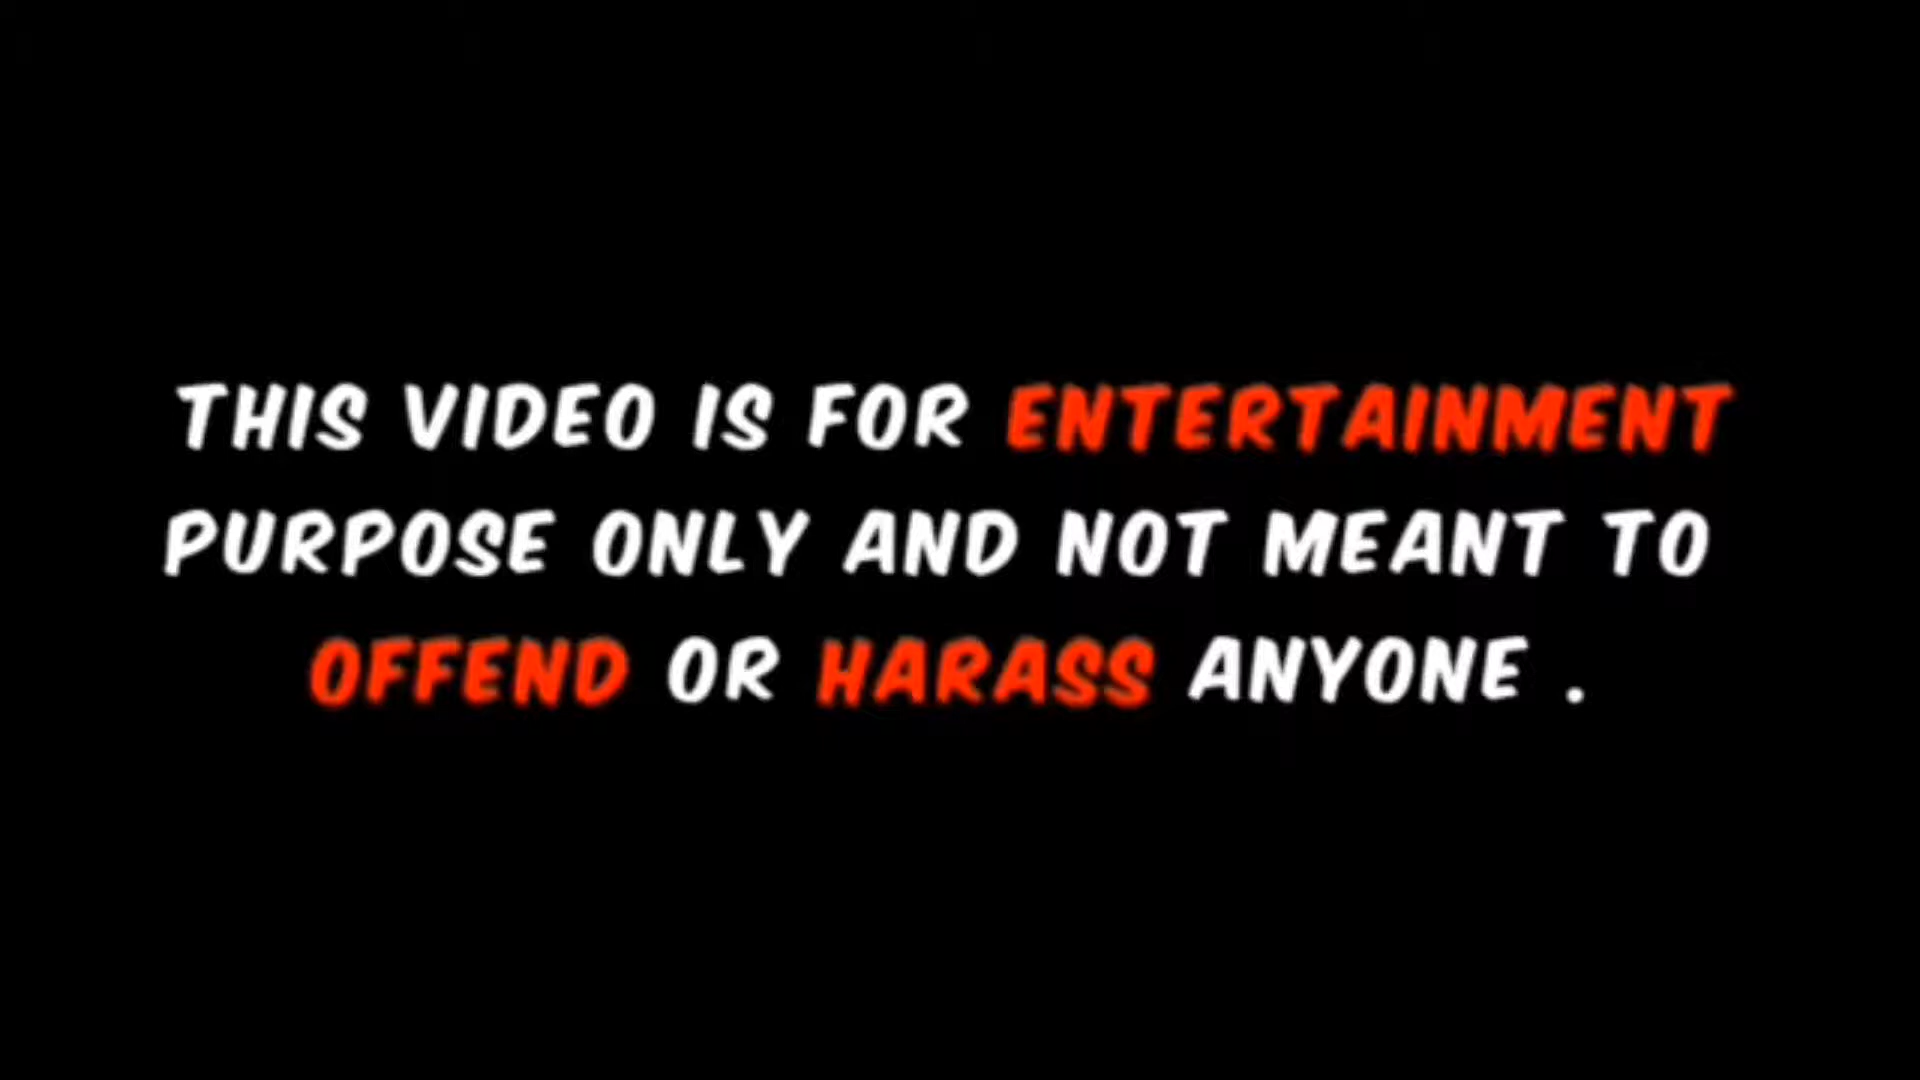 THIS VIDEO IS FOR ENTERTAINMENT
PURPOSE ONLY AND NOT MEANT TO
OFFEND OR HARASS ANYONE .